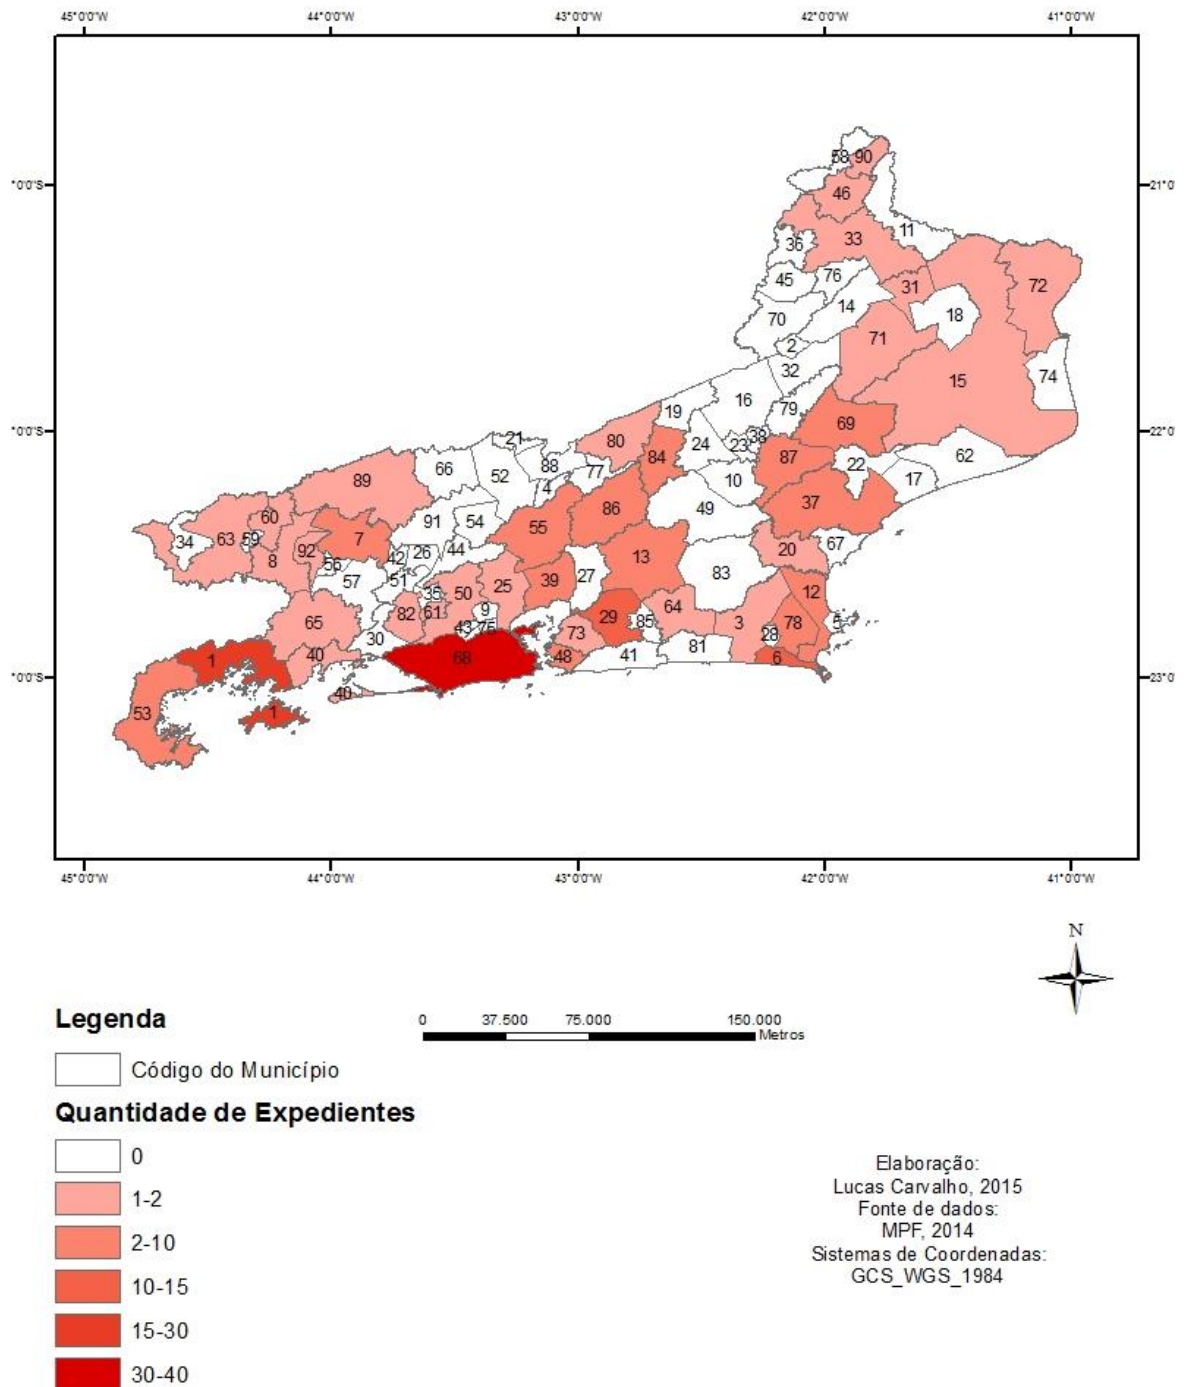 45°0'0"W 44°0'0"W 43°0'0"W 42°0'0"W 41°0'0"W
58 90
°0'0"S 46 21°0
11
36 33
45 76 31 72
14 18
70
2 71
32 15 74
16
19 79
°0'0"S 21 80 24 23 38 69 22°0
66 88 84 87 22 62
89 52 77 10 17
4
60 91 54 55 86 49 37
34 63 59 7
8 92 42 26 44 13 20 67
56 57 51 39 27 83
35 50 25 12
65 82 61 9 29 64 3 78 5
30 43 75 73 85 28
1 40 68 48 41 81 6
°0'0"S 40 23°0
53 1
45°0'0"W 44°0'0"W 43°0'0"W 42°0'0"W 41°0'0"W
N
Legenda
0 37.500 75.000 150.000
Metros
Código do Município
Quantidade de Expedientes
0
1-2
2-10
10-15
15-30
30-40
Elaboração:
Lucas Carvalho, 2015
Fonte de dados:
MPF, 2014
Sistemas de Coordenadas:
GCS_WGS_1984